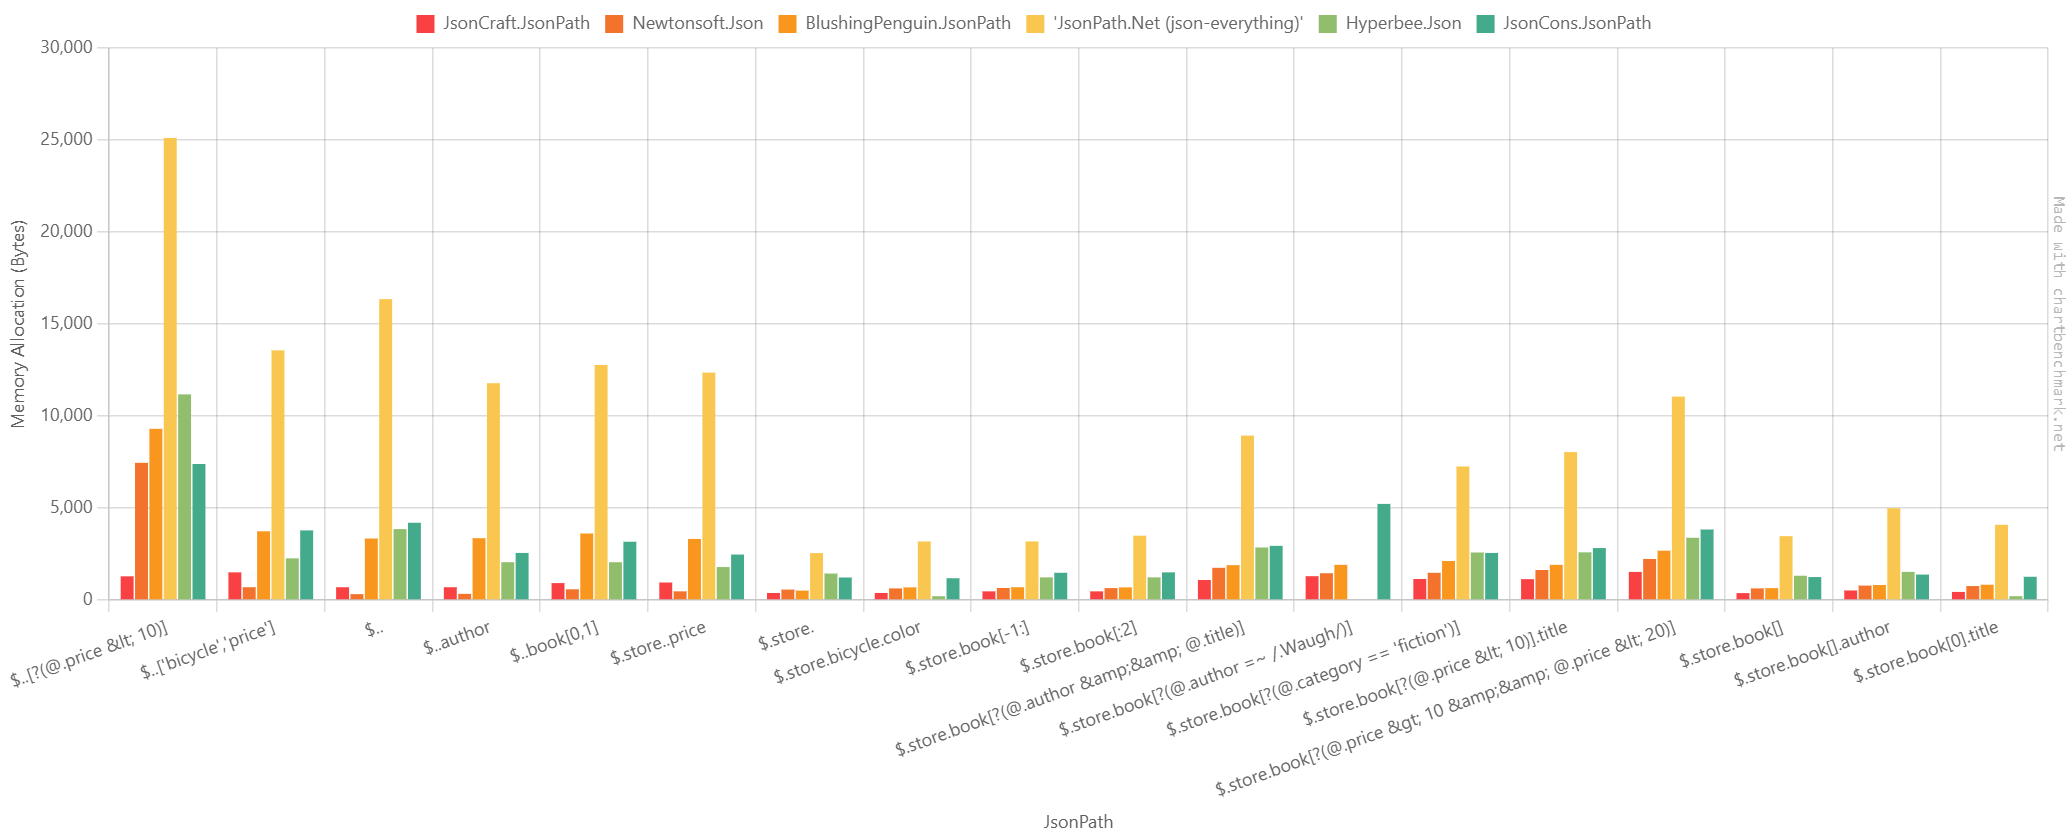 JsonCraft.JsonPath
Newtonsoft.Json
BlushingPenguin.JsonPath
'JsonPath.Net (json-everything)'
Hyperbee.Json
JsonCons.JsonPath
30,000
25,000
20,000
15,000
10,000
5,000
0
Memory Allocation (Bytes)
$..[?(@.price &lt; 10)]
$..['bicycle','price']
$..
$..author
$..book[0,1]
$.store..price
$.store.
$.store.bicycle.color
$.store.book[-1:]
$.store.book[:2]
$.store.book[?(@.author &amp;&amp; @.title)]
$.store.book[?(@.author =~ /.Waugh/)]
$.store.book[?(@.category == 'fiction')]
$.store.book[?(@.price &lt; 10)].title
$.store.book[?(@.price &gt; 10 &amp;&amp; @.price &lt; 20)]
$.store.book[]
$.store.book[].author
$.store.book[0].title
JsonPath
Made with chartbenchmark.net